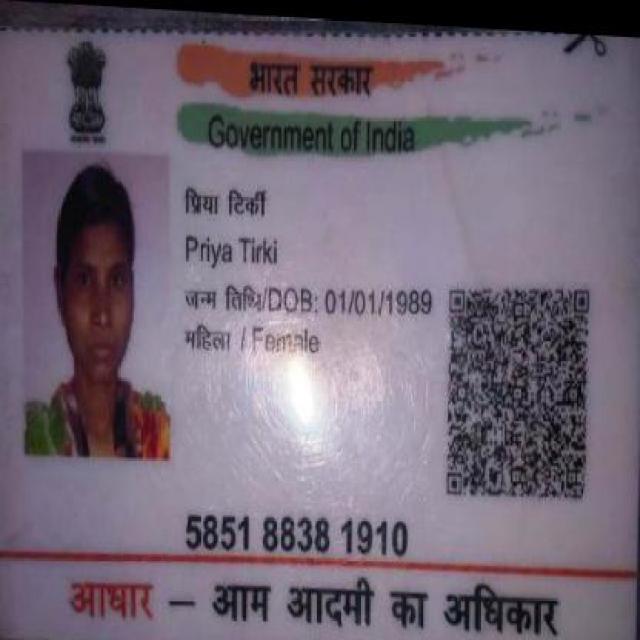 भारत सरकार
Government of India
प्रिया टिर्की
Priya Tirki
जन्म तिथि/DOB: 01/01/1989
महिला / Female
5851 8838 1910
आधार – आम आदमी का अधिकार